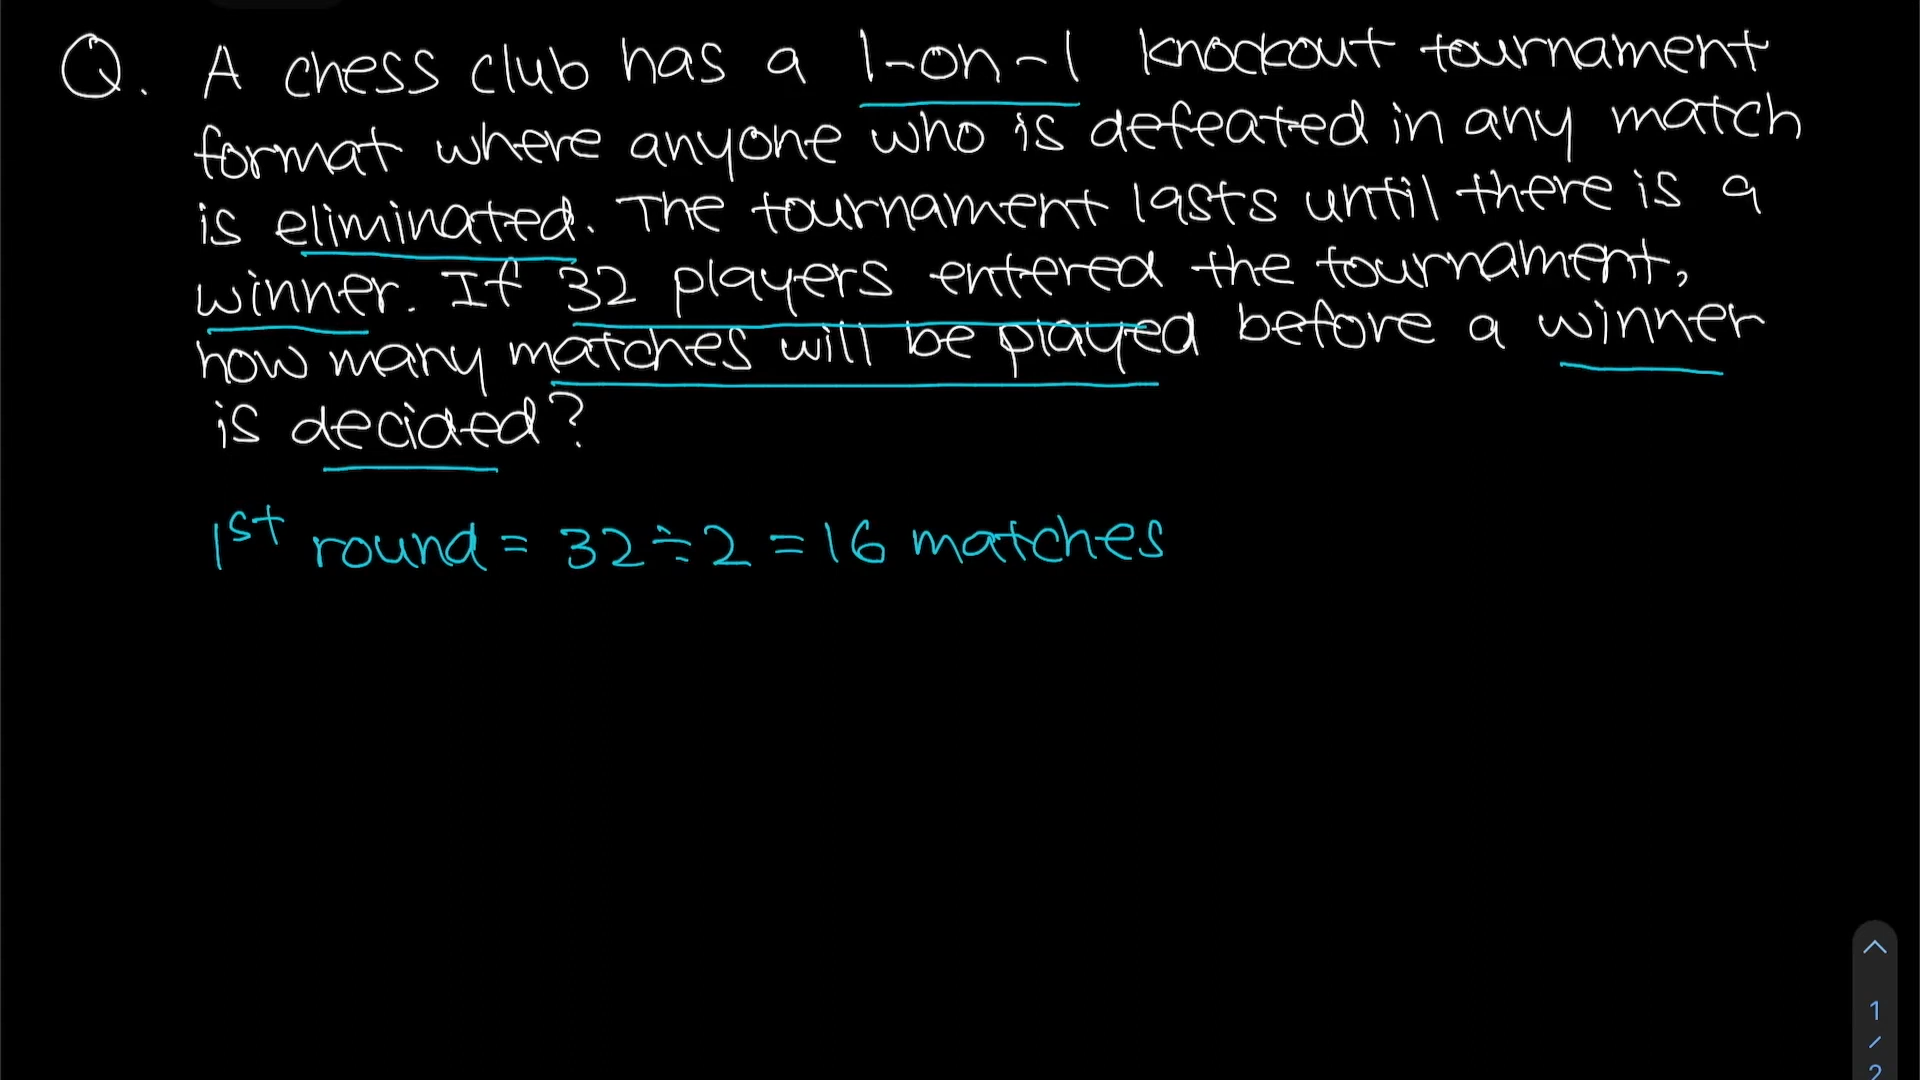 Q. A chess club has a 1-on-1 knockout tournament
format where anyone who is defeated in any match
is eliminated. The tournament lasts until there is a
winner. If 32 players entered the tournament,
how many matches will be played before a winner
is decided?
1st round = 32 ÷ 2 = 16 matches
1
/
2